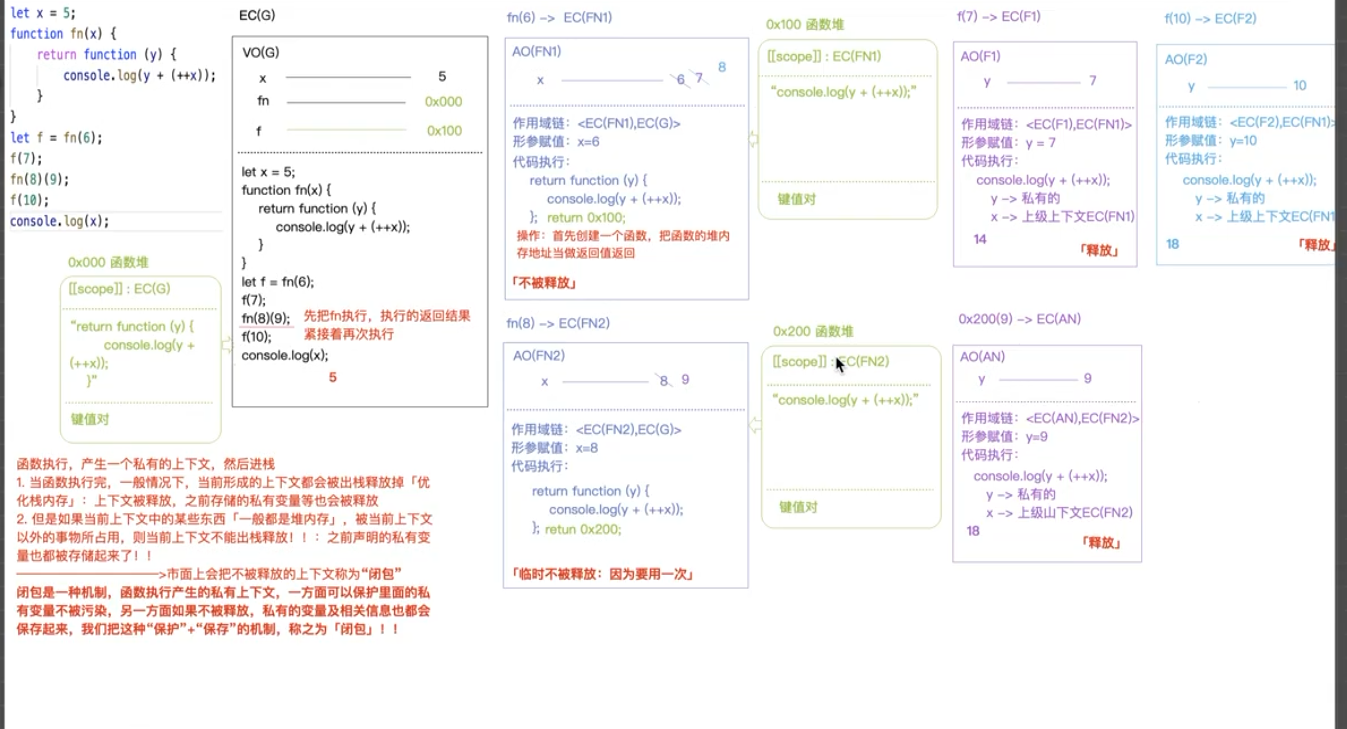 let x = 5;
function fn(x) {
return function (y) {
console.log(y + (++x));
}
}
let f = fn(6);
f(7);
fn(8)(9);
f(10);
console.log(x);
0x000 函数堆
[[scope]] : EC(G)
“return function (y) {
console.log(y +
(++x));
}”
键值对
EC(G)
VO(G)
x 5
fn 0x000
f 0x100
let x = 5;
function fn(x) {
return function (y) {
console.log(y + (++x));
}
}
let f = fn(6);
f(7);
fn(8)(9);
f(10);
console.log(x);
先把fn执行，执行的返回结果
紧接着再次执行
5
函数执行，产生一个私有的上下文，然后进栈
1. 当函数执行完，一般情况下，当前形成的上下文都会被出栈释放掉「优
化栈内存」：上下文被释放，之前存储的私有变量等也会被释放
2. 但是如果当前上下文中的某些东西「一般都是堆内存」，被当前上下文
以外的事物所占用，则当前上下文不能出栈释放！！：之前声明的私有变
量也都被存储起来了！！
——————————>市面上会把不被释放的上下文称为“闭包”
闭包是一种机制，函数执行产生的私有上下文，一方面可以保护里面的私
有变量不被污染，另一方面如果不被释放，私有的变量及相关信息也都会
保存起来，我们把这种“保护”+“保存”的机制，称之为「闭包」！！
fn(6) -> EC(FN1)
AO(FN1)
x 6 7 8
作用域链：<EC(FN1),EC(G)>
形参赋值：x=6
代码执行：
return function (y) {
console.log(y + (++x));
}; return 0x100;
操作：首先创建一个函数，把函数的堆内
存地址当做返回值返回
「不被释放」
0x100 函数堆
[[scope]] : EC(FN1)
“console.log(y + (++x));”
键值对
f(7) -> EC(F1)
AO(F1)
y 7
作用域链：<EC(F1),EC(FN1)>
形参赋值：y = 7
代码执行：
console.log(y + (++x));
y -> 私有的
x -> 上级上下文EC(FN1)
14
「释放」
f(10) -> EC(F2)
AO(F2)
y 10
作用域链：<EC(F2),EC(FN1)>
形参赋值：y=10
代码执行：
console.log(y + (++x));
y -> 私有的
x -> 上级上下文EC(FN1
18
「释放」
fn(8) -> EC(FN2)
AO(FN2)
x 8 9
作用域链：<EC(FN2),EC(G)>
形参赋值：x=8
代码执行：
return function (y) {
console.log(y + (++x));
}; retun 0x200;
「临时不被释放：因为要用一次」
0x200 函数堆
[[scope]] : EC(FN2)
“console.log(y + (++x));”
键值对
0x200(9) -> EC(AN)
AO(AN)
y 9
作用域链：<EC(AN),EC(FN2)>
形参赋值：y=9
代码执行：
console.log(y + (++x));
y -> 私有的
x -> 上级山下文EC(FN2)
18
「释放」